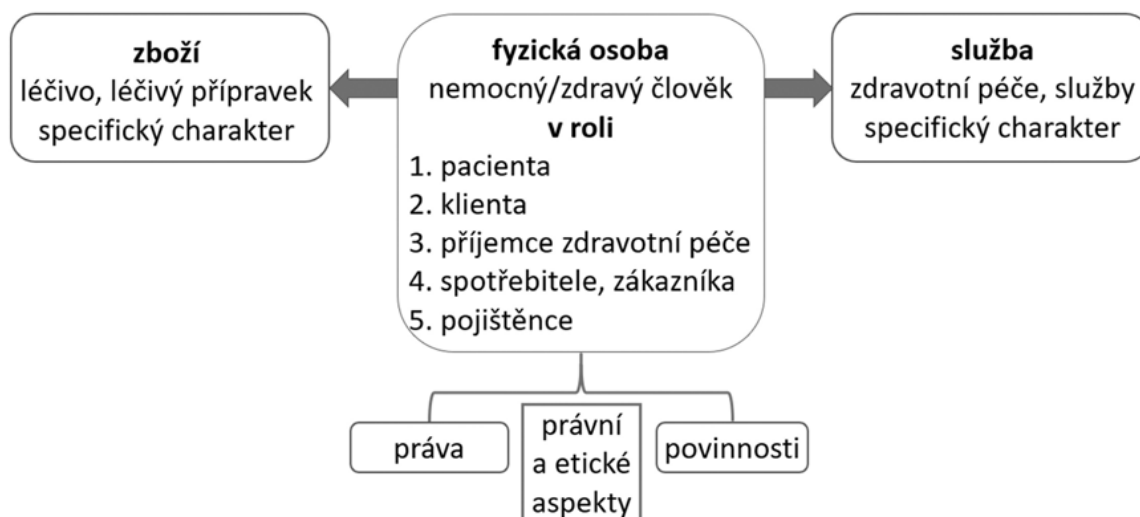 zboží
léčivo, léčivý přípravek
specifický charakter
fyzická osoba
nemocný/zdravý člověk
v roli
1. pacienta
2. klienta
3. příjemce zdravotní péče
4. spotřebitele, zákazníka
5. pojištěnce
služba
zdravotní péče, služby
specifický charakter
práva
právní
a etické
aspekty
povinnosti